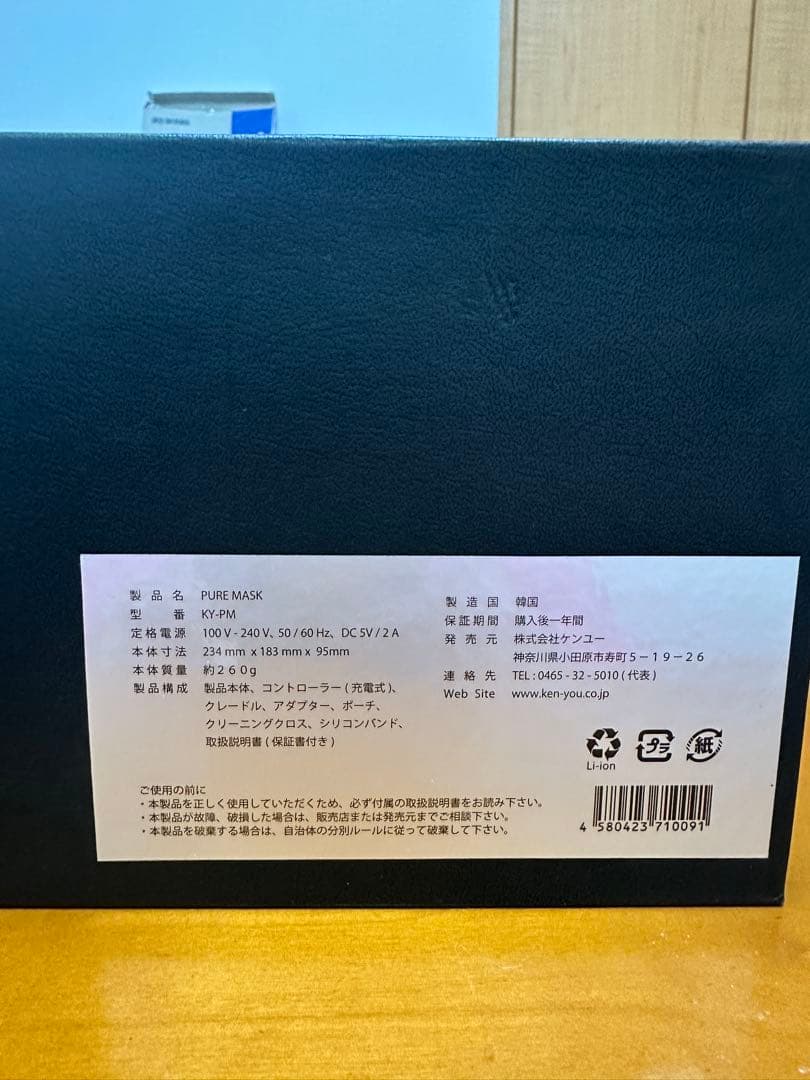 製品名 PURE MASK
型番 KY-PM
定格電源 100 V - 240 V、50 / 60 Hz、DC 5V / 2 A
本体寸法 234 mm x 183 mm x 95mm
本体質量 約２６０g
製品構成 製品本体、コントローラー ( 充電式 )、
クレードル、アダプター、ポーチ、
クリーニングクロス、シリコンバンド、
取扱説明書 ( 保証書付き )
製造国 韓国
保証期間 購入後一年間
発売元 株式会社ケンユー
神奈川県小田原市寿町５－１９－２６
連絡先 TEL : 0465 - 32 - 5010 ( 代表 )
Web Site www.ken-you.co.jp
Li-ion
プラ
紙
ご使用の前に
・本製品を正しく使用していただくため、必ず付属の取扱説明書をお読み下さい。
・本製品が故障、破損した場合は、販売店または発売元までご相談下さい。
・本製品を破棄する場合は、自治体の分別ルールに従って破棄して下さい。
4 580423 710091